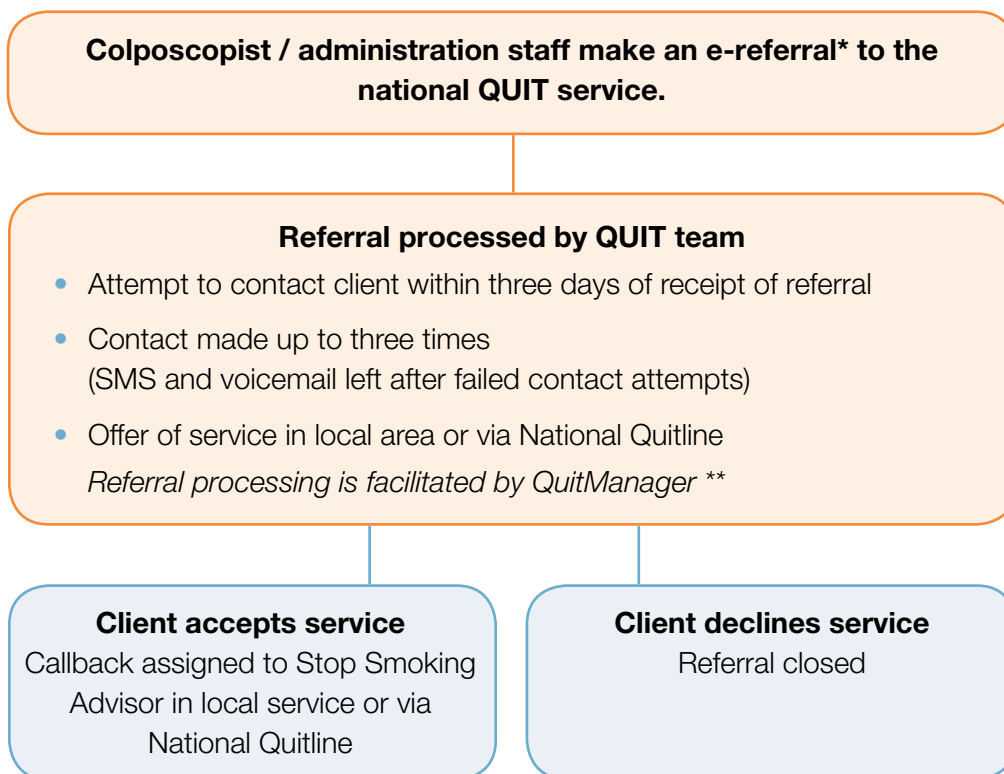 Colposcopist / administration staff make an e-referral* to the
national QUIT service.
Referral processed by QUIT team
• Attempt to contact client within three days of receipt of referral
• Contact made up to three times
(SMS and voicemail left after failed contact attempts)
• Offer of service in local area or via National Quitline
Referral processing is facilitated by QuitManager **
Client accepts service
Callback assigned to Stop Smoking
Advisor in local service or via
National Quitline
Client declines service
Referral closed